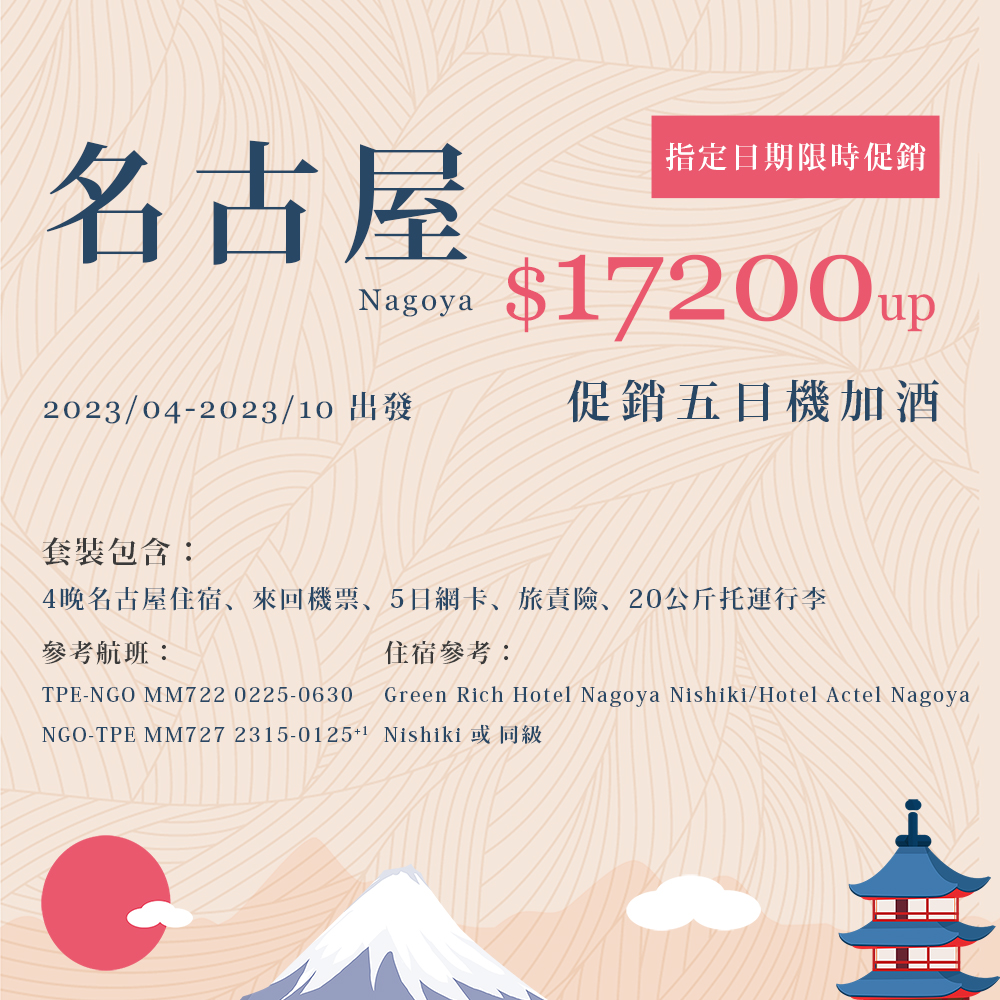 名古屋
Nagoya
指定日期限時促銷
$17200up
2023/04-2023/10 出發
促銷五日機加酒
套裝包含：
4晚名古屋住宿、來回機票、5日網卡、旅責險、20公斤托運行李
參考航班：
TPE-NGO MM722 0225-0630
NGO-TPE MM727 2315-0125+1
住宿參考：
Green Rich Hotel Nagoya Nishiki/Hotel Actel Nagoya
Nishiki 或 同級